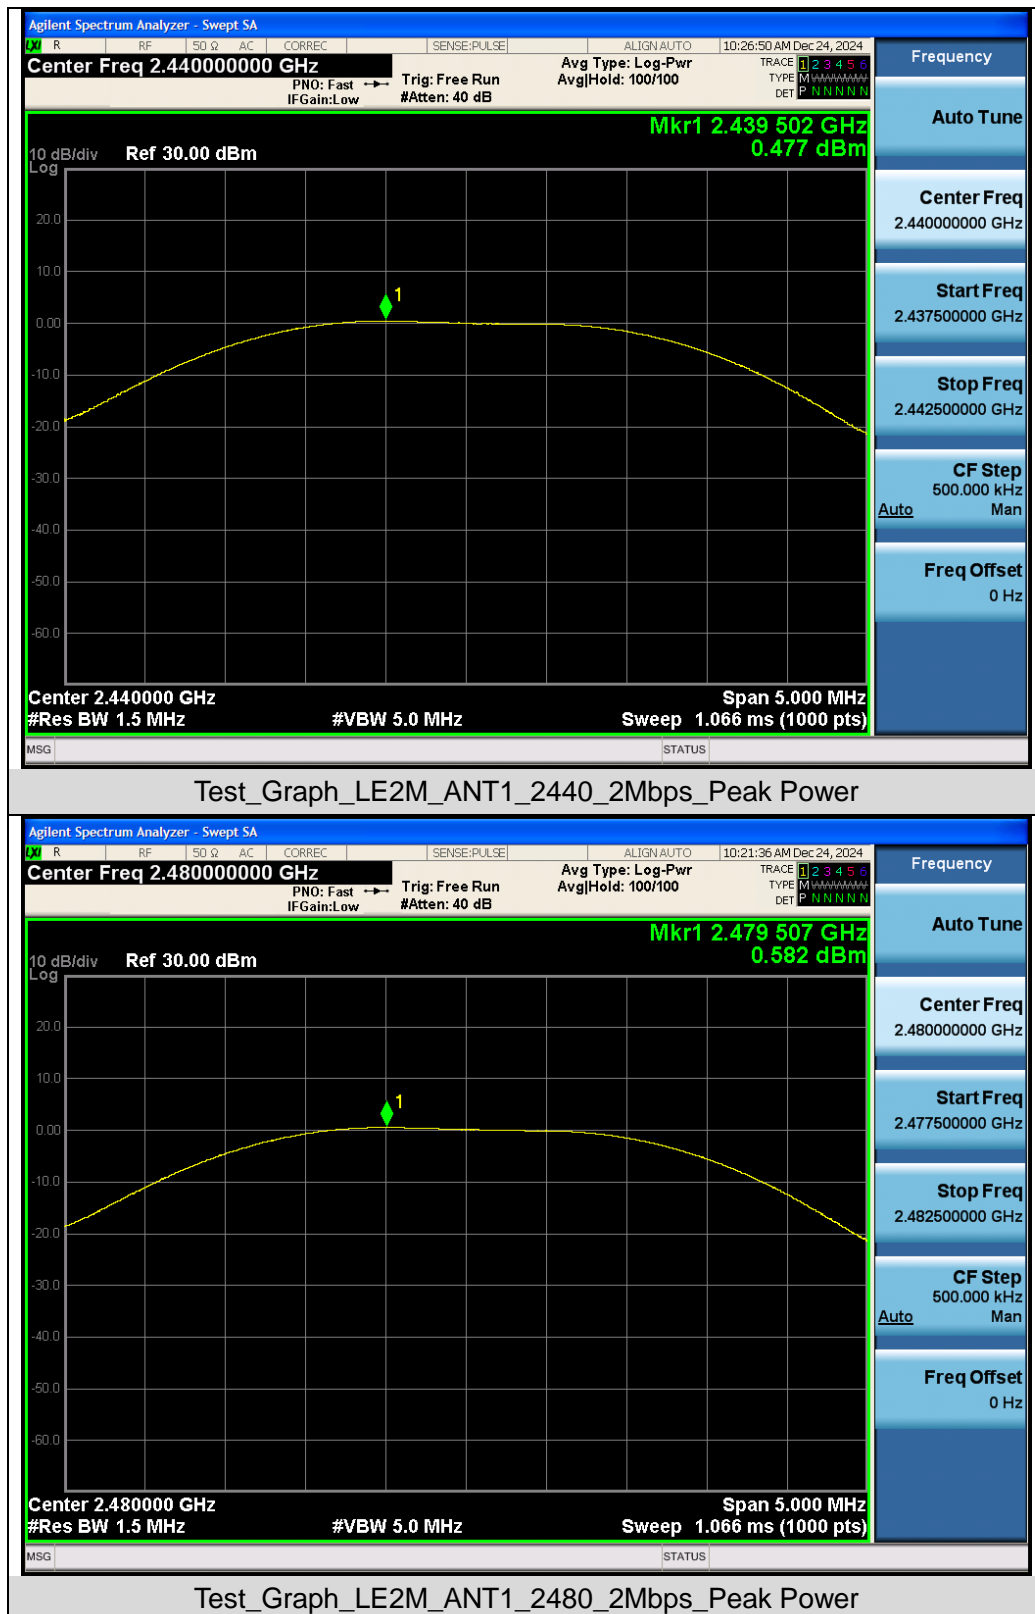 Agilent Spectrum Analyzer - Swept SA
LXI R RF 50 Ω AC CORREC SENSE:PULSE ALIGN AUTO 10:26:50 AM Dec 24, 2024
Center Freq 2.440000000 GHz
PNO: Fast
IFGain:Low
Trig: Free Run
#Atten: 40 dB
Avg Type: Log-Pwr
Avg|Hold: 100/100
TRACE 1 2 3 4 5 6
TYPE M
DET P N N N N N
Mkr1 2.439 502 GHz
0.477 dBm
10 dB/div Ref 30.00 dBm
Log
20.0
10.0
0.00
-10.0
-20.0
-30.0
-40.0
-50.0
-60.0
1
Center 2.440000 GHz Span 5.000 MHz
#Res BW 1.5 MHz #VBW 5.0 MHz Sweep 1.066 ms (1000 pts)
MSG STATUS
Frequency
Auto Tune
Center Freq
2.440000000 GHz
Start Freq
2.437500000 GHz
Stop Freq
2.442500000 GHz
CF Step
500.000 kHz
Auto Man
Freq Offset
0 Hz
Test_Graph_LE2M_ANT1_2440_2Mbps_Peak Power
Agilent Spectrum Analyzer - Swept SA
LXI R RF 50 Ω AC CORREC SENSE:PULSE ALIGN AUTO 10:21:36 AM Dec 24, 2024
Center Freq 2.480000000 GHz
PNO: Fast
IFGain:Low
Trig: Free Run
#Atten: 40 dB
Avg Type: Log-Pwr
Avg|Hold: 100/100
TRACE 1 2 3 4 5 6
TYPE M
DET P N N N N N
Mkr1 2.479 507 GHz
0.582 dBm
10 dB/div Ref 30.00 dBm
Log
20.0
10.0
0.00
-10.0
-20.0
-30.0
-40.0
-50.0
-60.0
1
Center 2.480000 GHz Span 5.000 MHz
#Res BW 1.5 MHz #VBW 5.0 MHz Sweep 1.066 ms (1000 pts)
MSG STATUS
Frequency
Auto Tune
Center Freq
2.480000000 GHz
Start Freq
2.477500000 GHz
Stop Freq
2.482500000 GHz
CF Step
500.000 kHz
Auto Man
Freq Offset
0 Hz
Test_Graph_LE2M_ANT1_2480_2Mbps_Peak Power